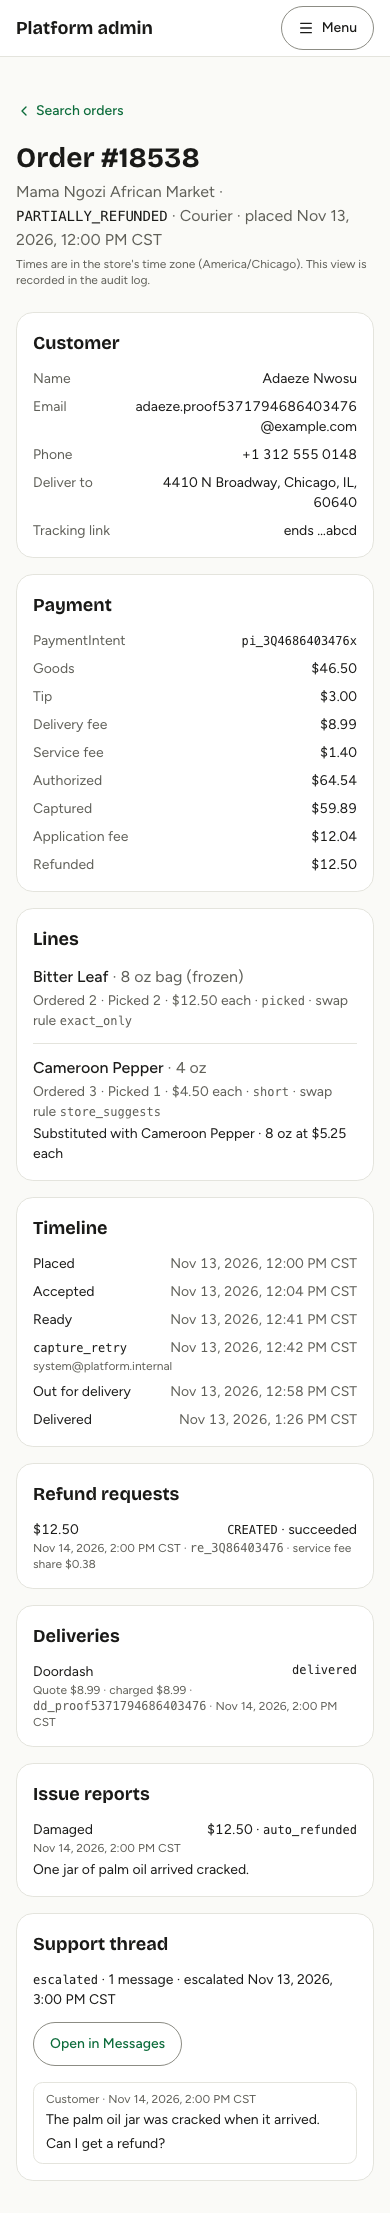 Platform admin
Menu
Search orders
Order #18538
Mama Ngozi African Market ·
PARTIALLY_REFUNDED · Courier · placed Nov 13,
2026, 12:00 PM CST
Times are in the store's time zone (America/Chicago). This view is
recorded in the audit log.
Customer
Name Adaeze Nwosu
Email adaeze.proof5371794686403476
@example.com
Phone +1 312 555 0148
Deliver to 4410 N Broadway, Chicago, IL,
60640
Tracking link ends …abcd
Payment
PaymentIntent pi_3Q4686403476x
Goods $46.50
Tip $3.00
Delivery fee $8.99
Service fee $1.40
Authorized $64.54
Captured $59.89
Application fee $12.04
Refunded $12.50
Lines
Bitter Leaf · 8 oz bag (frozen)
Ordered 2 · Picked 2 · $12.50 each · picked · swap
rule exact_only
Cameroon Pepper · 4 oz
Ordered 3 · Picked 1 · $4.50 each · short · swap
rule store_suggests
Substituted with Cameroon Pepper · 8 oz at $5.25
each
Timeline
Placed Nov 13, 2026, 12:00 PM CST
Accepted Nov 13, 2026, 12:04 PM CST
Ready Nov 13, 2026, 12:41 PM CST
capture_retry Nov 13, 2026, 12:42 PM CST
system@platform.internal
Out for delivery Nov 13, 2026, 12:58 PM CST
Delivered Nov 13, 2026, 1:26 PM CST
Refund requests
$12.50 CREATED · succeeded
Nov 14, 2026, 2:00 PM CST · re_3Q86403476 · service fee
share $0.38
Deliveries
Doordash delivered
Quote $8.99 · charged $8.99 ·
dd_proof5371794686403476 · Nov 14, 2026, 2:00 PM
CST
Issue reports
Damaged $12.50 · auto_refunded
Nov 14, 2026, 2:00 PM CST
One jar of palm oil arrived cracked.
Support thread
escalated · 1 message · escalated Nov 13, 2026,
3:00 PM CST
Open in Messages
Customer · Nov 14, 2026, 2:00 PM CST
The palm oil jar was cracked when it arrived.
Can I get a refund?